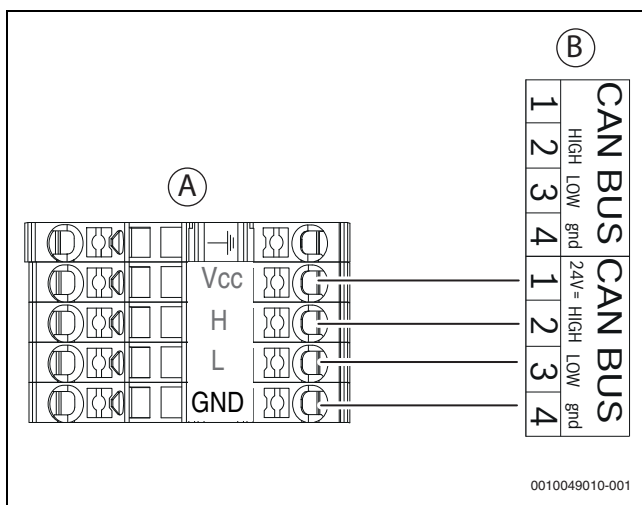 B
A
CAN BUS
1
2 HIGH
3 LOW
4 gnd
CAN BUS
1 24V=
2 HIGH
3 LOW
4 gnd
Vcc
H
L
GND
0010049010-001